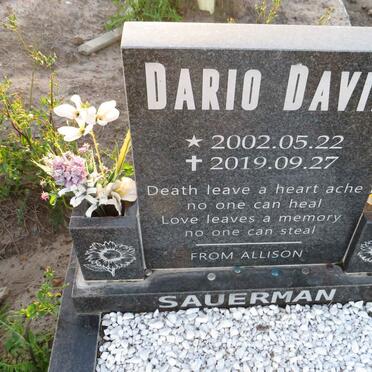 DARIO DAVI
★ 2002.05.22
✝ 2019.09.27
Death leave a heart ache
no one can heal
Love leaves a memory
no one can steal
FROM ALLISON
SAUERMAN